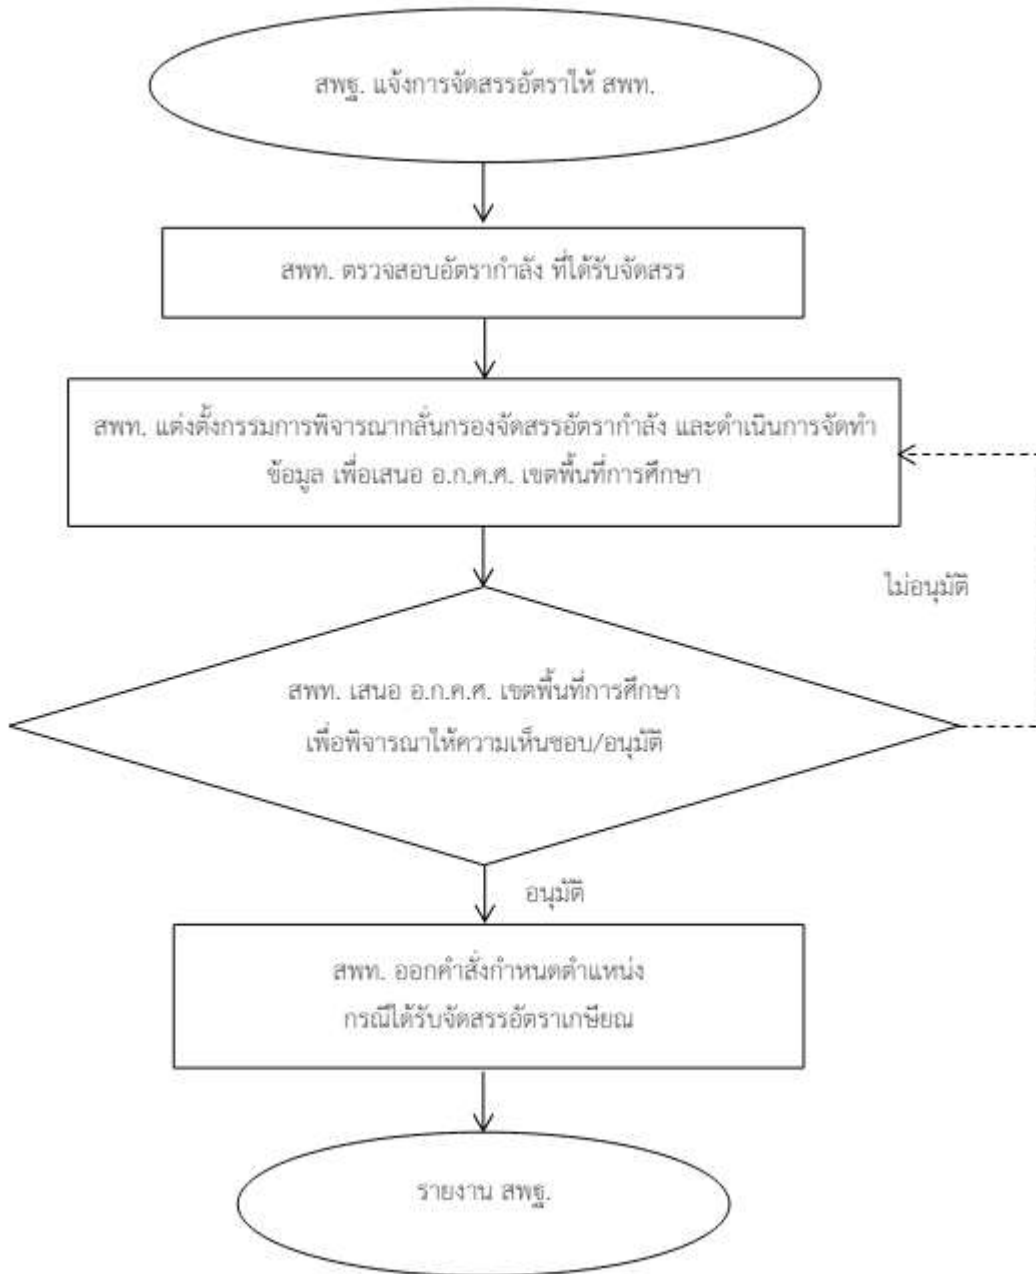 สพฐ. แจ้งการจัดสรรอัตราให้ สพท.
สพท. ตรวจสอบอัตรากำลัง ที่ได้รับจัดสรร
สพท. แต่งตั้งกรรมการพิจารณากลั่นกรองจัดสรรอัตรากำลัง และดำเนินการจัดทำ
ข้อมูล เพื่อเสนอ อ.ก.ค.ศ. เขตพื้นที่การศึกษา
ไม่อนุมัติ
สพท. เสนอ อ.ก.ค.ศ. เขตพื้นที่การศึกษา
เพื่อพิจารณาให้ความเห็นชอบ/อนุมัติ
อนุมัติ
สพท. ออกคำสั่งกำหนดตำแหน่ง
กรณีได้รับจัดสรรอัตราเกษียณ
รายงาน สพฐ.